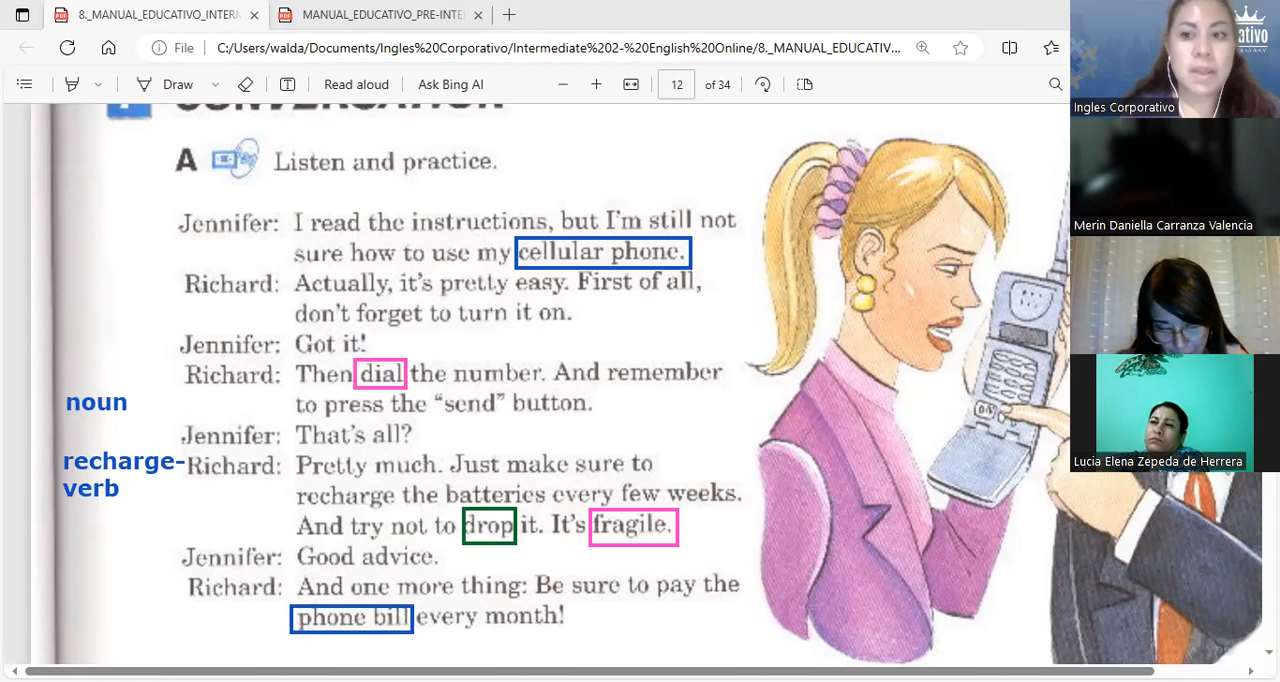 8._MANUAL_EDUCATIVO_INTERM
MANUAL_EDUCATIVO_PRE-INTE
File
C:/Users/walda/Documents/Ingles%20Corporativo/Intermediate%202-%20English%20Online/8._MANUAL_EDUCATIV...
Draw
Read aloud
Ask Bing AI
12
of 34
CONVERSATION
A
Listen and practice.
Jennifer: I read the instructions, but I'm still not
sure how to use my cellular phone.
Richard: Actually, it's pretty easy. First of all,
don't forget to turn it on.
Jennifer: Got it!
Richard: Then dial the number. And remember
to press the “send” button.
Jennifer: That's all?
Richard: Pretty much. Just make sure to
recharge the batteries every few weeks.
And try not to drop it. It's fragile.
Jennifer: Good advice.
Richard: And one more thing: Be sure to pay the
phone bill every month!
noun
recharge-
verb
ativo
Ingles Corporativo
Merin Daniella Carranza Valencia
Lucia Elena Zepeda de Herrera